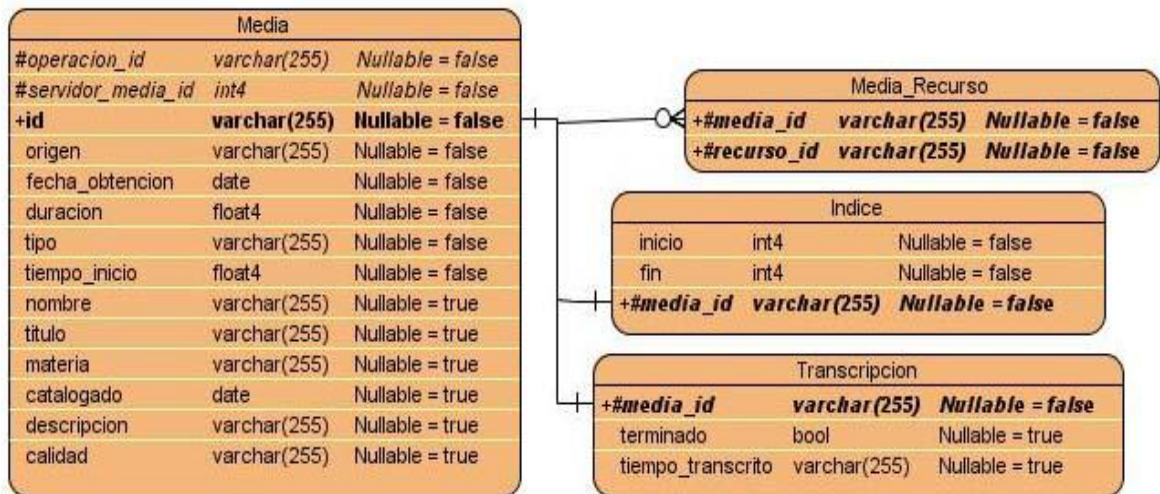 Media
#operacion_id varchar(255) Nullable = false
#servidor_media_id int4 Nullable = false
+id varchar(255) Nullable = false
origen varchar(255) Nullable = false
fecha_obtencion date Nullable = false
duracion float4 Nullable = false
tipo varchar(255) Nullable = false
tiempo_inicio float4 Nullable = false
nombre varchar(255) Nullable = true
titulo varchar(255) Nullable = true
materia varchar(255) Nullable = true
catalogado date Nullable = true
descripcion varchar(255) Nullable = true
calidad varchar(255) Nullable = true
Media_Recurso
+#media_id varchar(255) Nullable = false
+#recurso_id varchar(255) Nullable = false
Indice
inicio int4 Nullable = false
fin int4 Nullable = false
+#media_id varchar(255) Nullable = false
Transcripcion
+#media_id varchar(255) Nullable = false
terminado bool Nullable = true
tiempo_transcrito varchar(255) Nullable = true